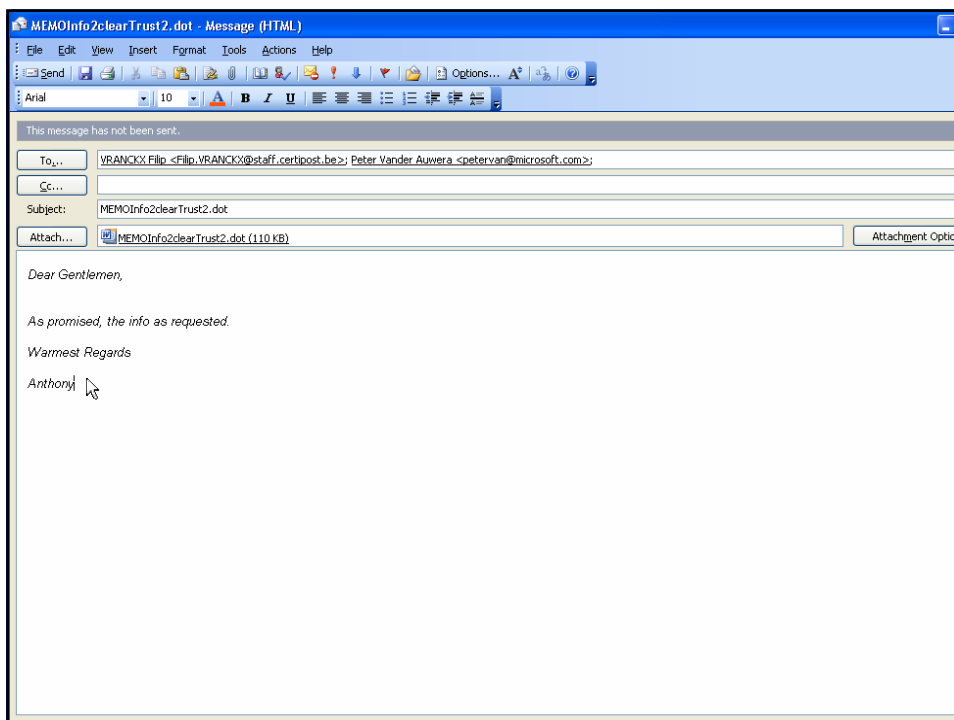 MEMOInfo2clearTrust2.dot - Message (HTML)
File Edit View Insert Format Tools Actions Help
Send Options...
Arial 10 A B I U
This message has not been sent.
To... VRANCKX Filip <Filip.VRANCKX@staff.certipost.be>; Peter Vander Auwera <petervan@microsoft.com>;
Cc...
Subject: MEMOInfo2clearTrust2.dot
Attach... MEMOInfo2clearTrust2.dot (110 KB) Attachment Optio
Dear Gentlemen,
As promised, the info as requested.
Warmest Regards
Anthony